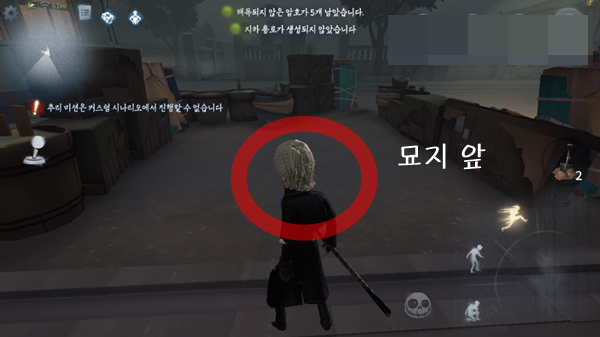 해독되지 않은 암호가 5개 남았습니다.
지하 통로가 생성되지 않았습니다
추리 미션은 커스텀 시나리오에서 진행할 수 없습니다
묘지 앞
2